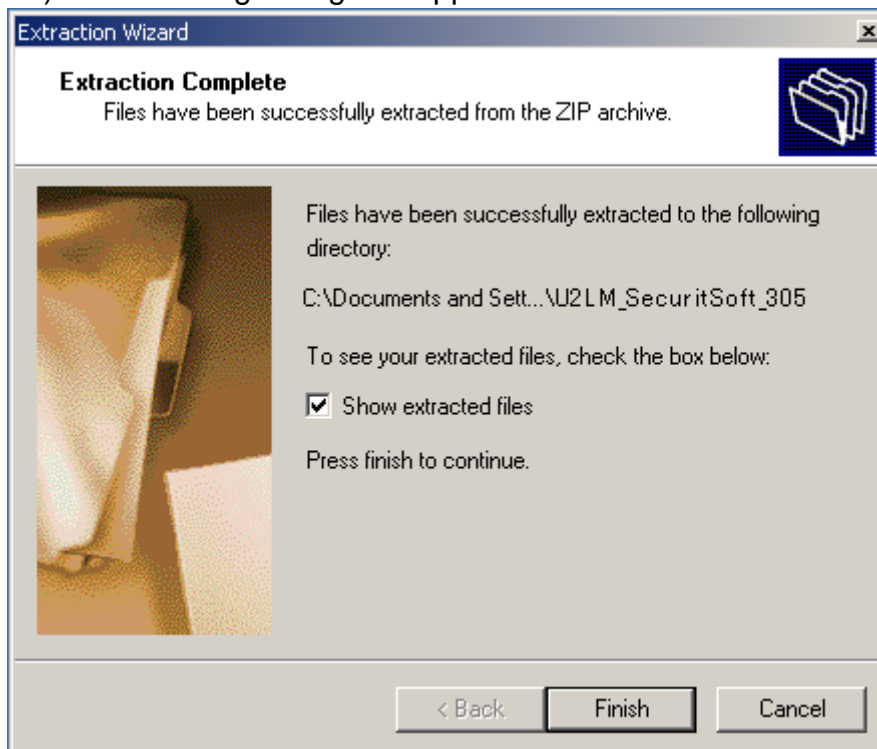 Extraction Wizard
Extraction Complete
Files have been successfully extracted from the ZIP archive.
Files have been successfully extracted to the following
directory:
C:\Documents and Sett...\U2LM_SecuritSoft_305
To see your extracted files, check the box below:
Show extracted files
Press finish to continue.
< Back Finish Cancel